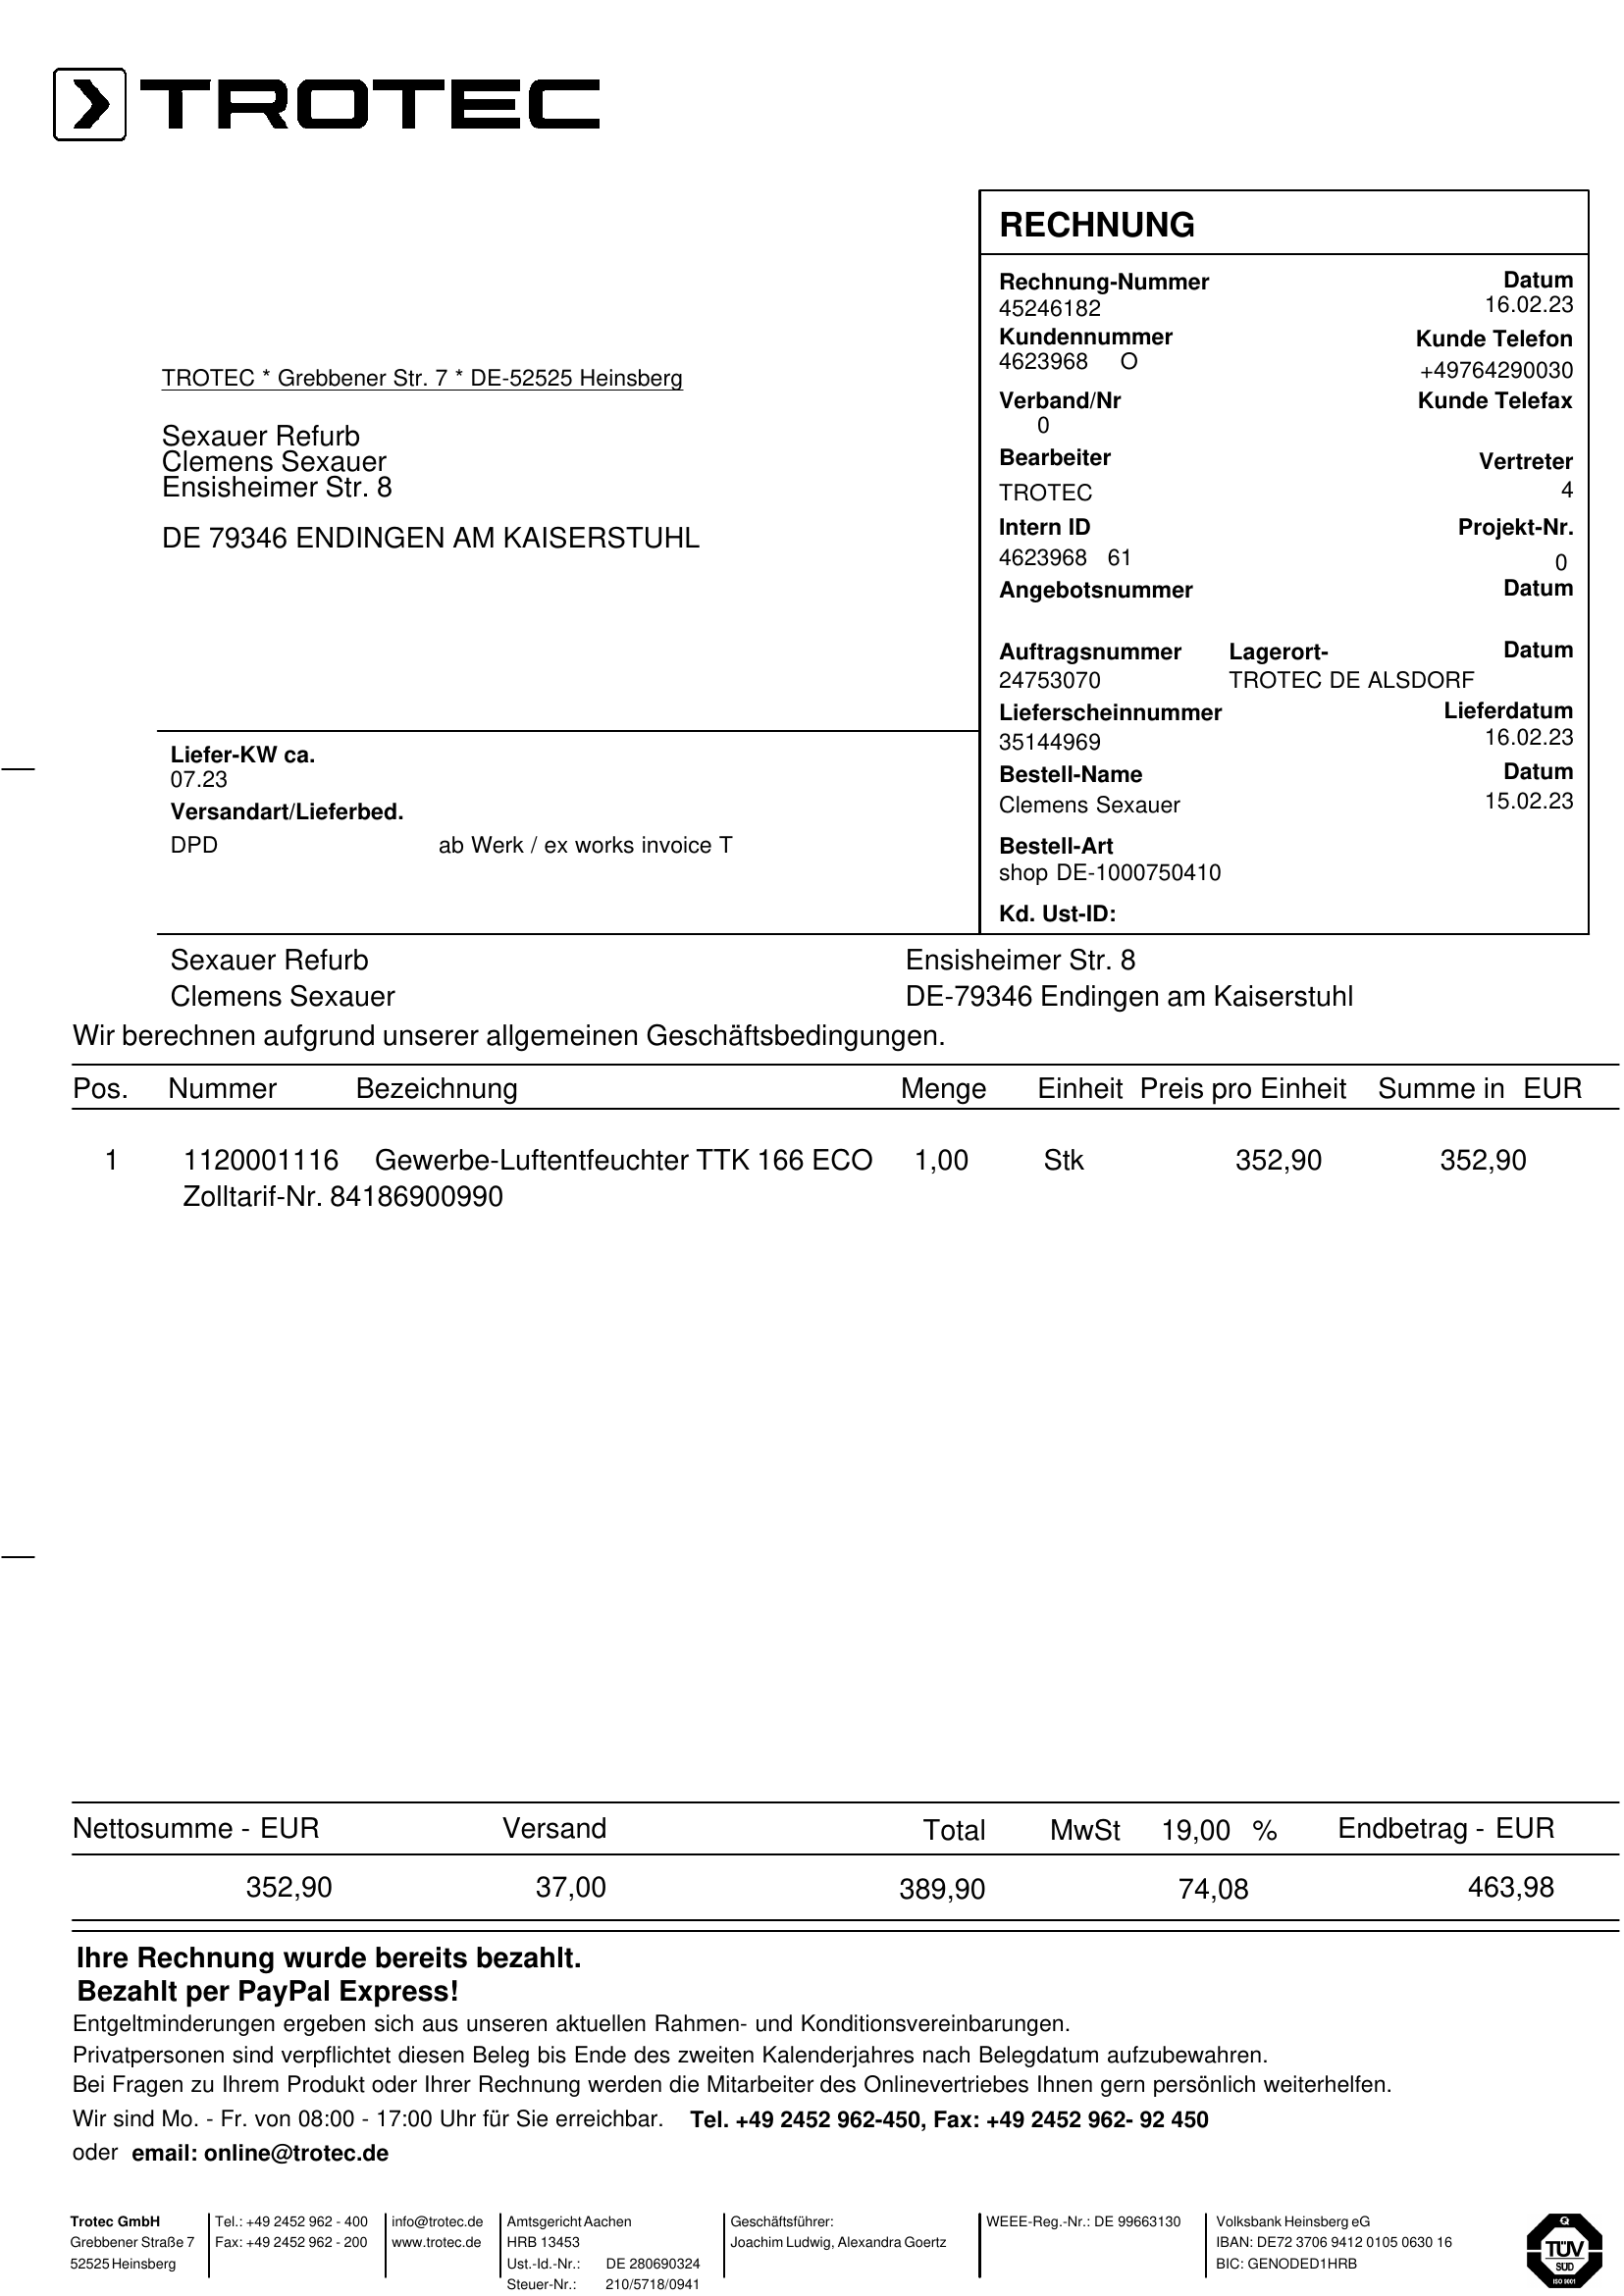 TROTEC
RECHNUNG
Rechnung-Nummer Datum
45246182 16.02.23
Kundennummer Kunde Telefon
4623968 O +49764290030
Verband/Nr Kunde Telefax
0
Bearbeiter Vertreter
TROTEC 4
Intern ID Projekt-Nr.
4623968 61 0
Angebotsnummer Datum
Auftragsnummer Lagerort- Datum
24753070 TROTEC DE ALSDORF
Lieferscheinnummer Lieferdatum
35144969 16.02.23
Bestell-Name Datum
Clemens Sexauer 15.02.23
Bestell-Art
shop DE-1000750410
Kd. Ust-ID:
TROTEC * Grebbener Str. 7 * DE-52525 Heinsberg
Sexauer Refurb
Clemens Sexauer
Ensisheimer Str. 8
DE 79346 ENDINGEN AM KAISERSTUHL
Liefer-KW ca.
07.23
Versandart/Lieferbed.
DPD ab Werk / ex works invoice T
Sexauer Refurb Ensisheimer Str. 8
Clemens Sexauer DE-79346 Endingen am Kaiserstuhl
Wir berechnen aufgrund unserer allgemeinen Geschäftsbedingungen.
Pos. Nummer Bezeichnung Menge Einheit Preis pro Einheit Summe in EUR
1 1120001116 Gewerbe-Luftentfeuchter TTK 166 ECO 1,00 Stk 352,90 352,90
Zolltarif-Nr. 84186900990
Nettosumme - EUR Versand Total MwSt 19,00 % Endbetrag - EUR
352,90 37,00 389,90 74,08 463,98
Ihre Rechnung wurde bereits bezahlt.
Bezahlt per PayPal Express!
Entgeltminderungen ergeben sich aus unseren aktuellen Rahmen- und Konditionsvereinbarungen.
Privatpersonen sind verpflichtet diesen Beleg bis Ende des zweiten Kalenderjahres nach Belegdatum aufzubewahren.
Bei Fragen zu Ihrem Produkt oder Ihrer Rechnung werden die Mitarbeiter des Onlinevertriebes Ihnen gern persönlich weiterhelfen.
Wir sind Mo. - Fr. von 08:00 - 17:00 Uhr für Sie erreichbar. Tel. +49 2452 962-450, Fax: +49 2452 962- 92 450
oder email: online@trotec.de
Trotec GmbH
Grebbener Straße 7
52525 Heinsberg
Tel.: +49 2452 962 - 400
Fax: +49 2452 962 - 200
info@trotec.de
www.trotec.de
Amtsgericht Aachen
HRB 13453
Ust.-Id.-Nr.: DE 280690324
Steuer-Nr.: 210/5718/0941
Geschäftsführer:
Joachim Ludwig, Alexandra Goertz
WEEE-Reg.-Nr.: DE 99663130
Volksbank Heinsberg eG
IBAN: DE72 3706 9412 0105 0630 16
BIC: GENODED1HRB
Q
TÜV
SÜD
ISO 9001